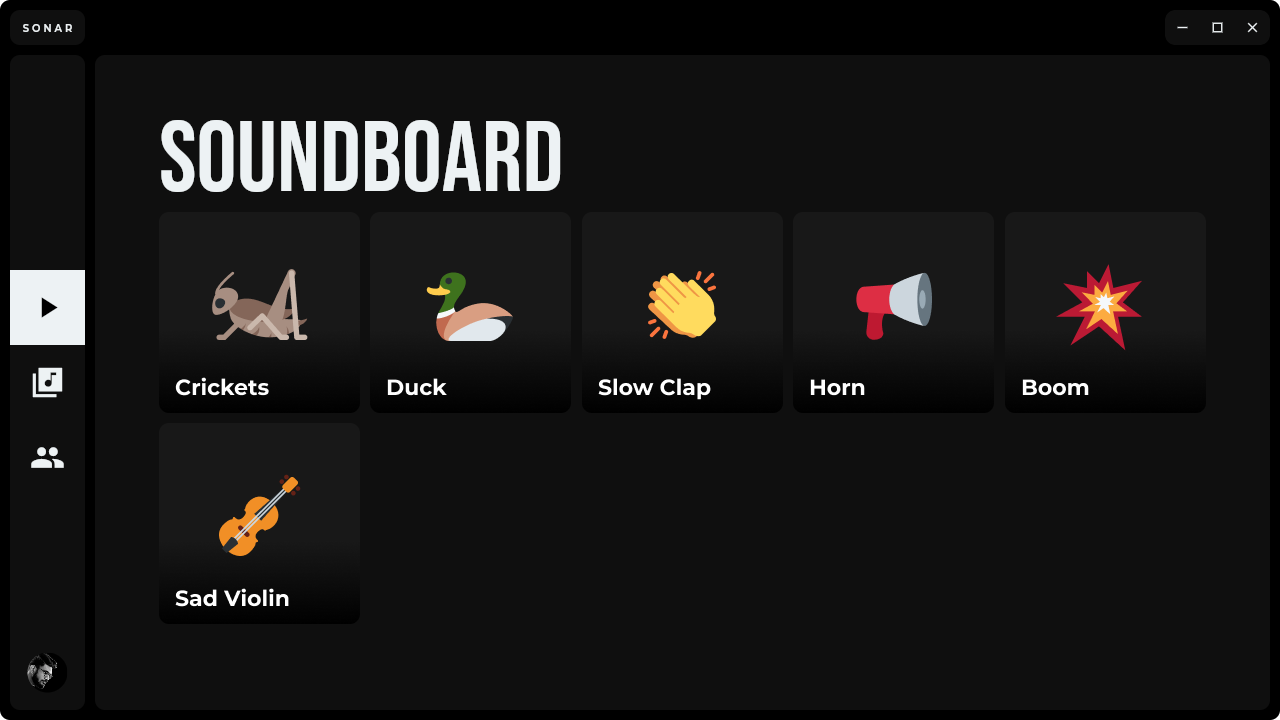 SONAR
SOUNDBOARD
Crickets
Duck
Slow Clap
Horn
Boom
Sad Violin